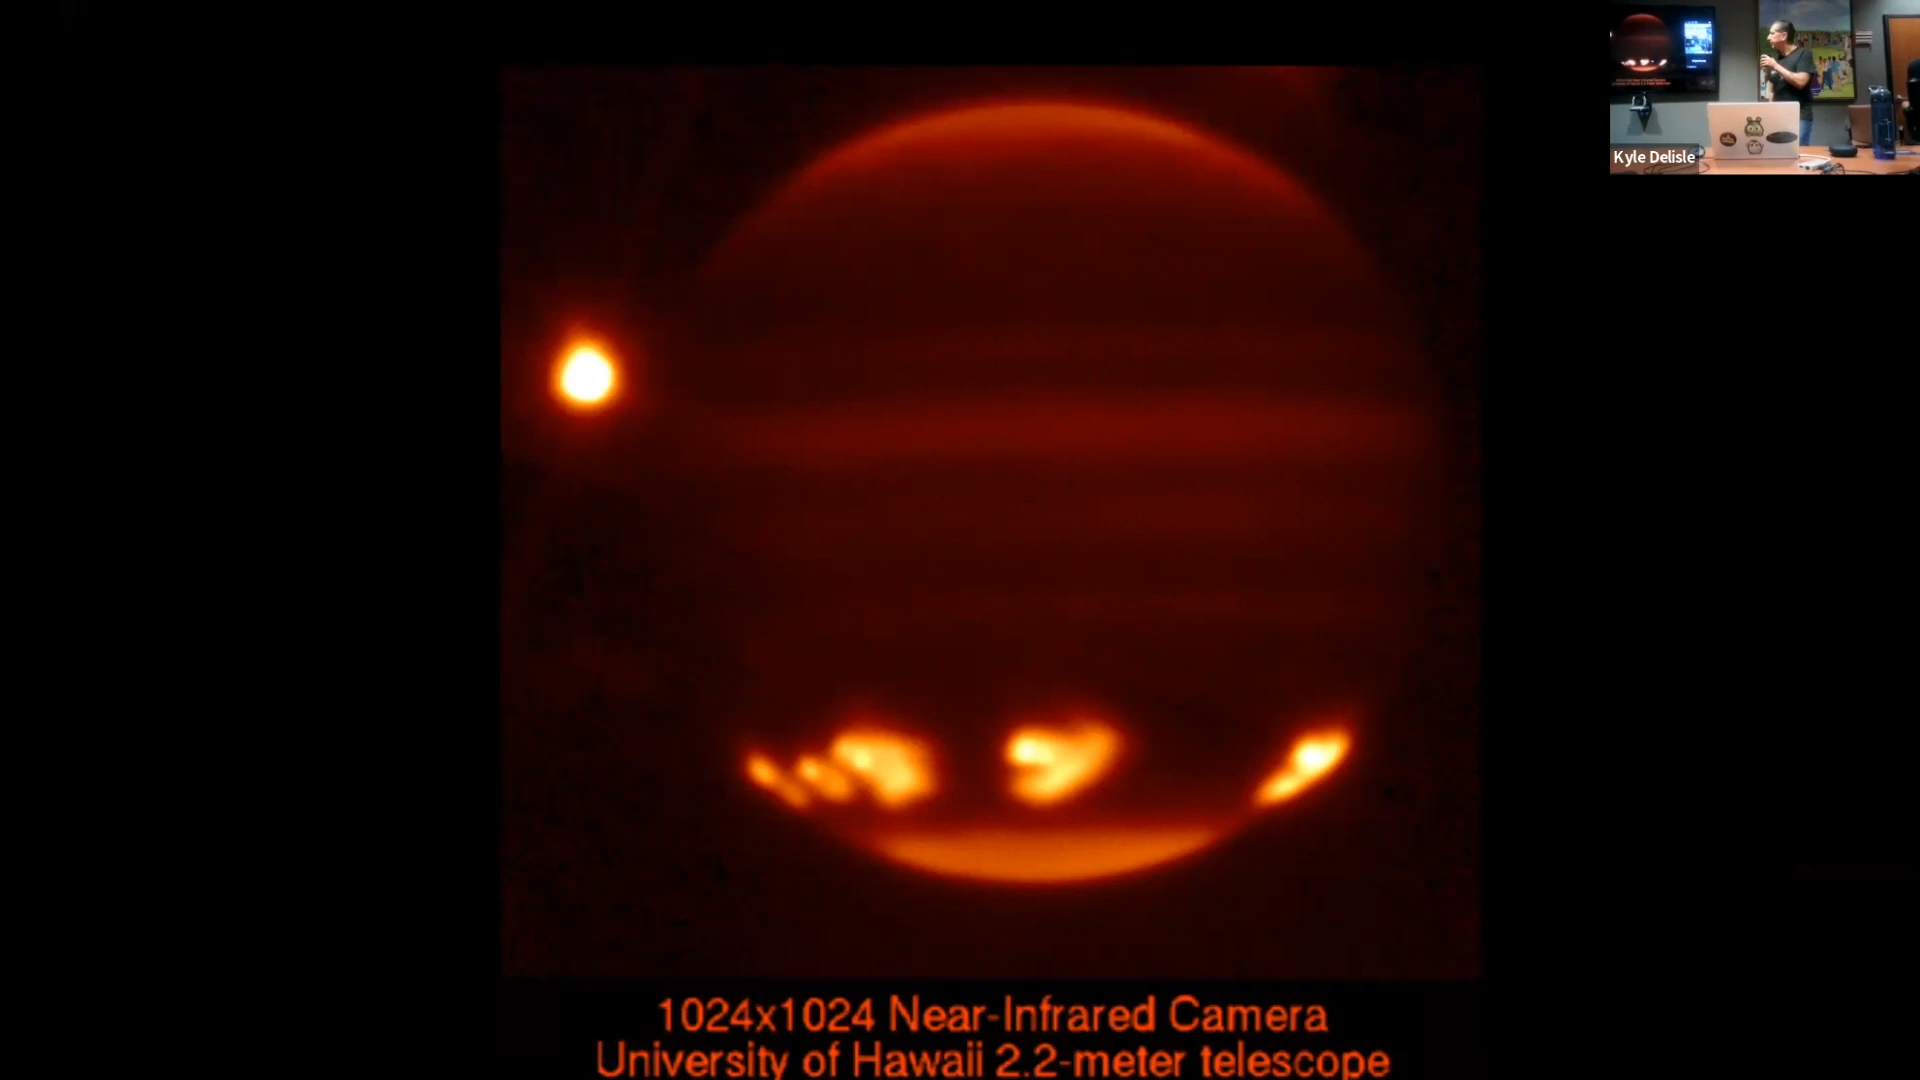 Kyle Delisle
1024x1024 Near-Infrared Camera
University of Hawaii 2.2-meter telescope